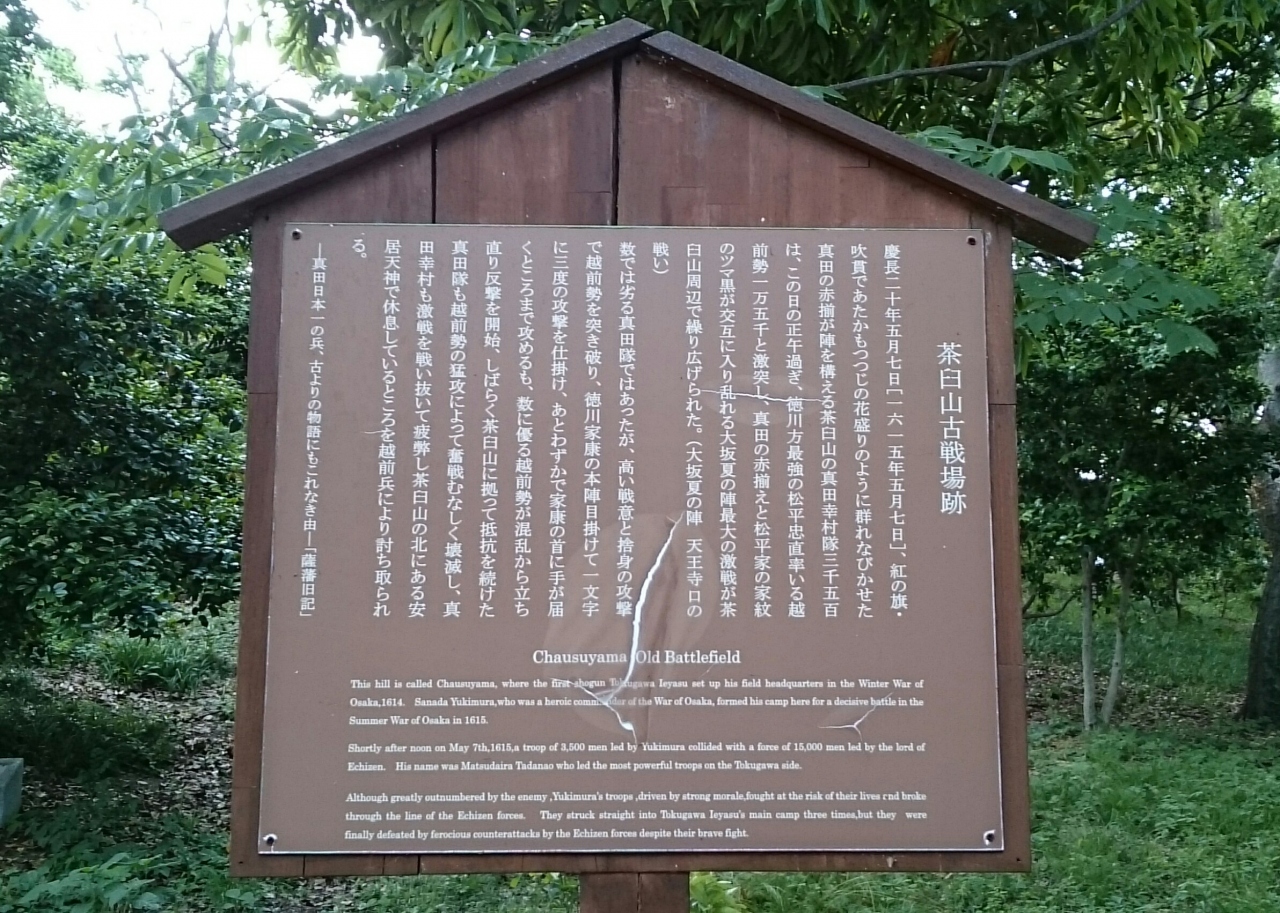 茶臼山古戦場跡
慶長二十年五月七日[一六一五年五月七日]、紅の旗・
吹貫であたかもつつじの花盛りのように群れなびかせた
真田の赤揃が陣を構える茶臼山の真田幸村隊三千五百
は、この日の正午過ぎ、徳川方最強の松平忠直率いる越
前勢一万五千と激突し、真田の赤揃えと松平家の家紋
のツマ黒が交互に入り乱れる大坂夏の陣最大の激戦が茶
臼山周辺で繰り広げられた。(大坂夏の陣 天王寺口の
戦い)
数では劣る真田隊ではあったが、高い戦意と捨身の攻撃
で越前勢を突き破り、徳川家康の本陣目掛けて一文字
に三度の攻撃を仕掛け、あとわずかで家康の首に手が届
くところまで攻めるも、数に優る越前勢が混乱から立ち
直り反撃を開始、しばらく茶臼山に拠って抵抗を続けた
真田隊も越前勢の猛攻によって奮戦むなしく壊滅し、真
田幸村も激戦を戦い抜いて疲弊し茶臼山の北にある安
居天神で休息しているところを越前兵により討ち取られ
る。
―真田日本一の兵、古よりの物語にもこれなき由―「薩藩旧記」
Chausuyama Old Battlefield
This hill is called Chausuyama, where the first shogun Tokugawa Ieyasu set up his field headquarters in the Winter War of
Osaka,1614. Sanada Yukimura,who was a heroic commander of the War of Osaka, formed his camp here for a decisive battle in the
Summer War of Osaka in 1615.
Shortly after noon on May 7th,1615,a troop of 3,500 men led by Yukimura collided with a force of 15,000 men led by the lord of
Echizen. His name was Matsudaira Tadanao who led the most powerful troops on the Tokugawa side.
Although greatly outnumbered by the enemy ,Yukimura's troops ,driven by strong morale,fought at the risk of their lives and broke
through the line of the Echizen forces. They struck straight into Tokugawa Ieyasu's main camp three times,but they were
finally defeated by ferocious counterattacks by the Echizen forces despite their brave fight.